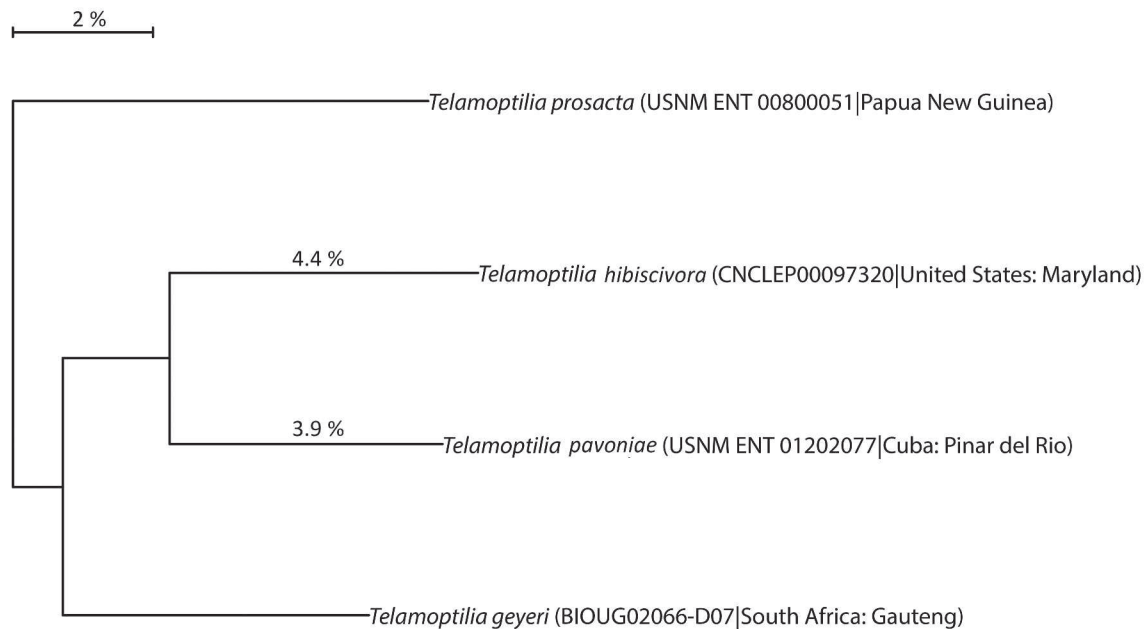 2 %
Telamoptilia prosacta (USNM ENT 00800051|Papua New Guinea)
4.4 %
Telamoptilia hibiscivora (CNCLEP00097320|United States: Maryland)
3.9 %
Telamoptilia pavoniae (USNM ENT 01202077|Cuba: Pinar del Rio)
Telamoptilia geyeri (BIOUG02066-D07|South Africa: Gauteng)